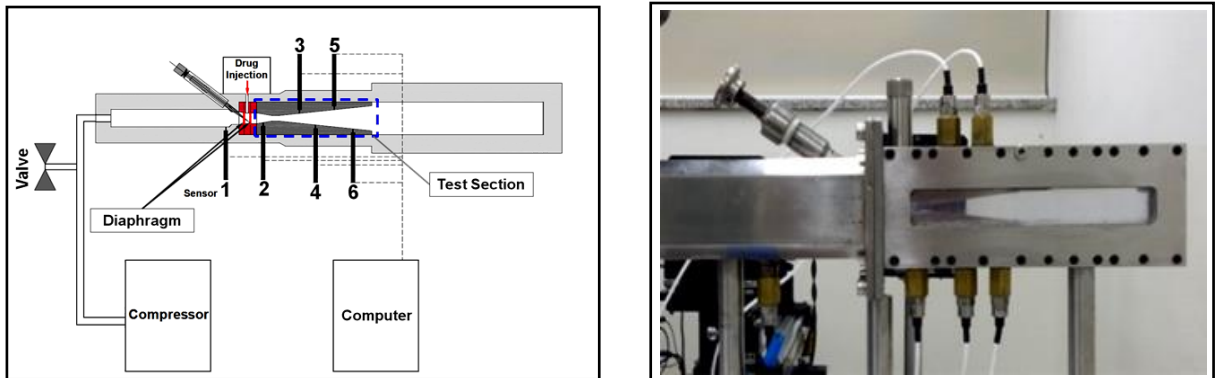 3
5
Drug
Injection
Valve
Sensor
1
2
4
6
Test Section
Diaphragm
Compressor
Computer